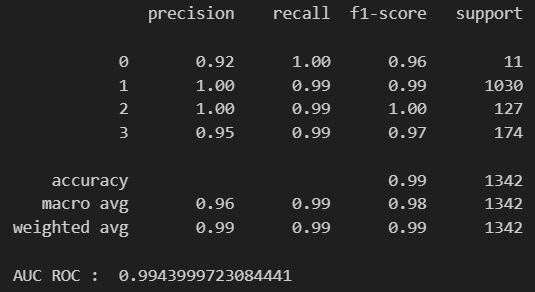 precision recall f1-score support
0 0.92 1.00 0.96 11
1 1.00 0.99 0.99 1030
2 1.00 0.99 1.00 127
3 0.95 0.99 0.97 174
accuracy 0.99 1342
macro avg 0.96 0.99 0.98 1342
weighted avg 0.99 0.99 0.99 1342
AUC ROC : 0.9943999723084441